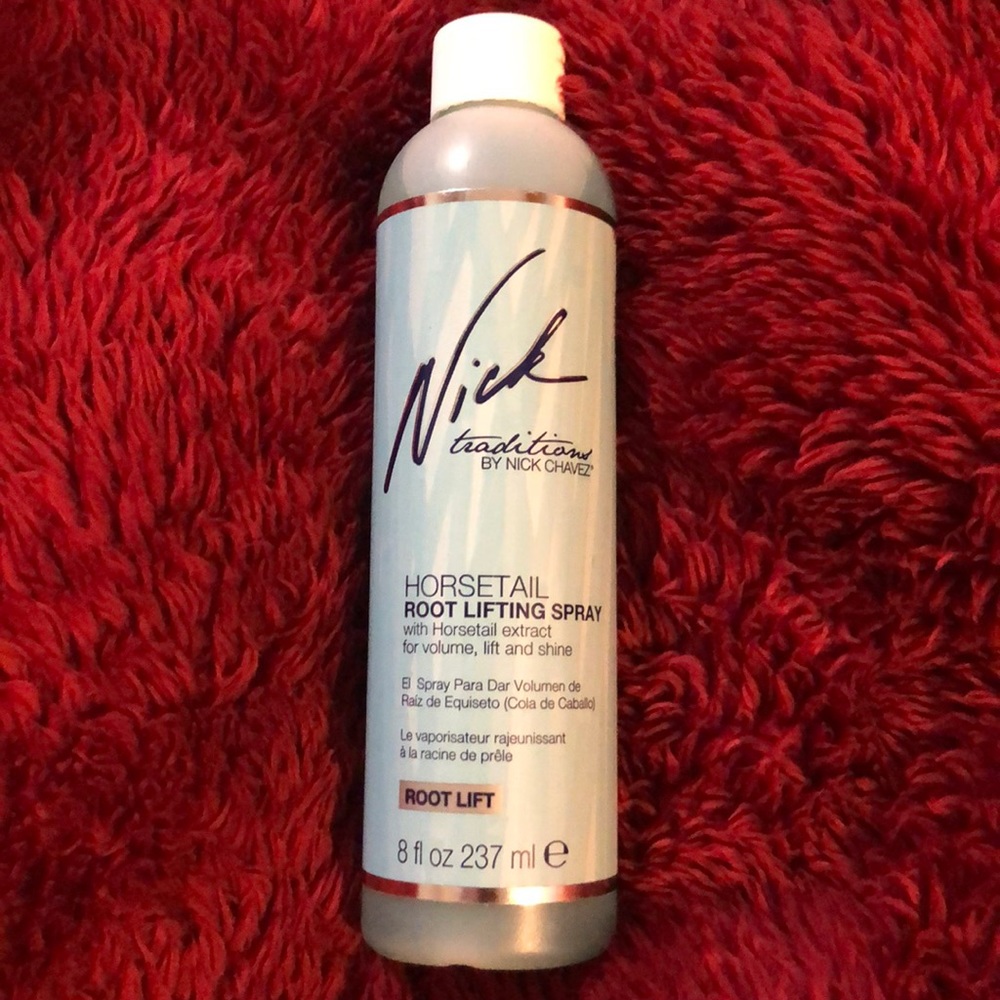 Nick
traditions
BY NICK CHAVEZ®
HORSETAIL
ROOT LIFTING SPRAY
with Horsetail extract
for volume, lift and shine
El Spray Para Dar Volumen de
Raíz de Equiseto (Cola de Caballo)
Le vaporisateur rajeunissant
à la racine de prêle
ROOT LIFT
8 fl oz 237 ml ℮